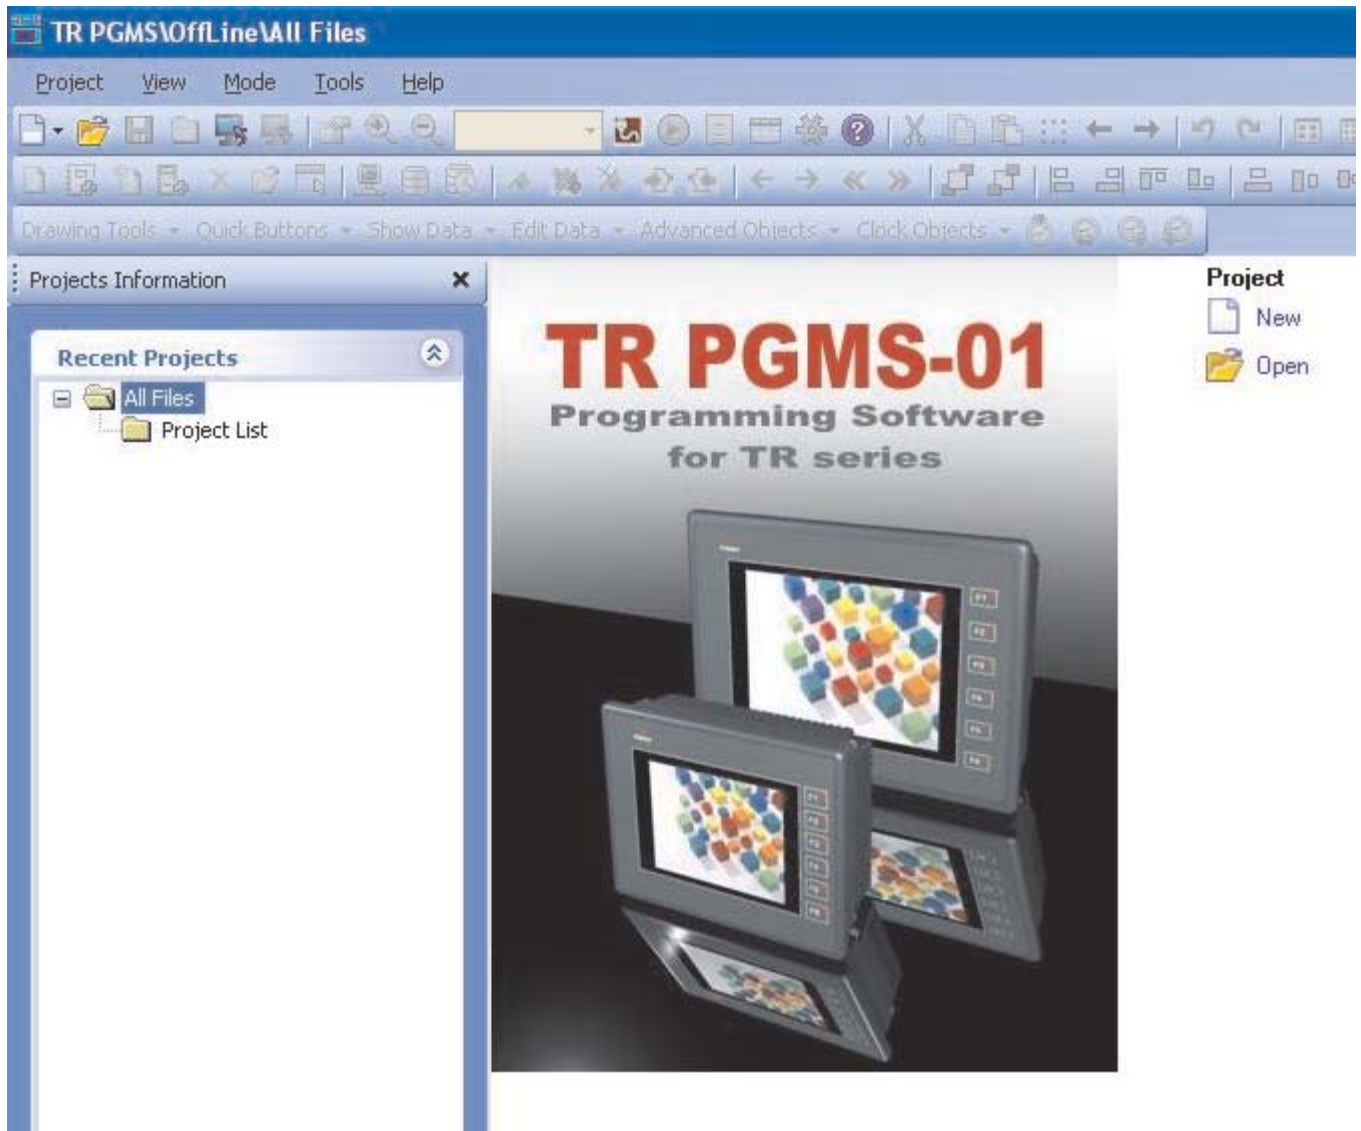 TR PGMS\OffLine\All Files
Project View Mode Tools Help
Drawing Tools Quick Buttons Show Data Edit Data Advanced Objects Clock Objects
Projects Information
Recent Projects
All Files
Project List
TR PGMS-01
Programming Software
for TR series
Project
New
Open